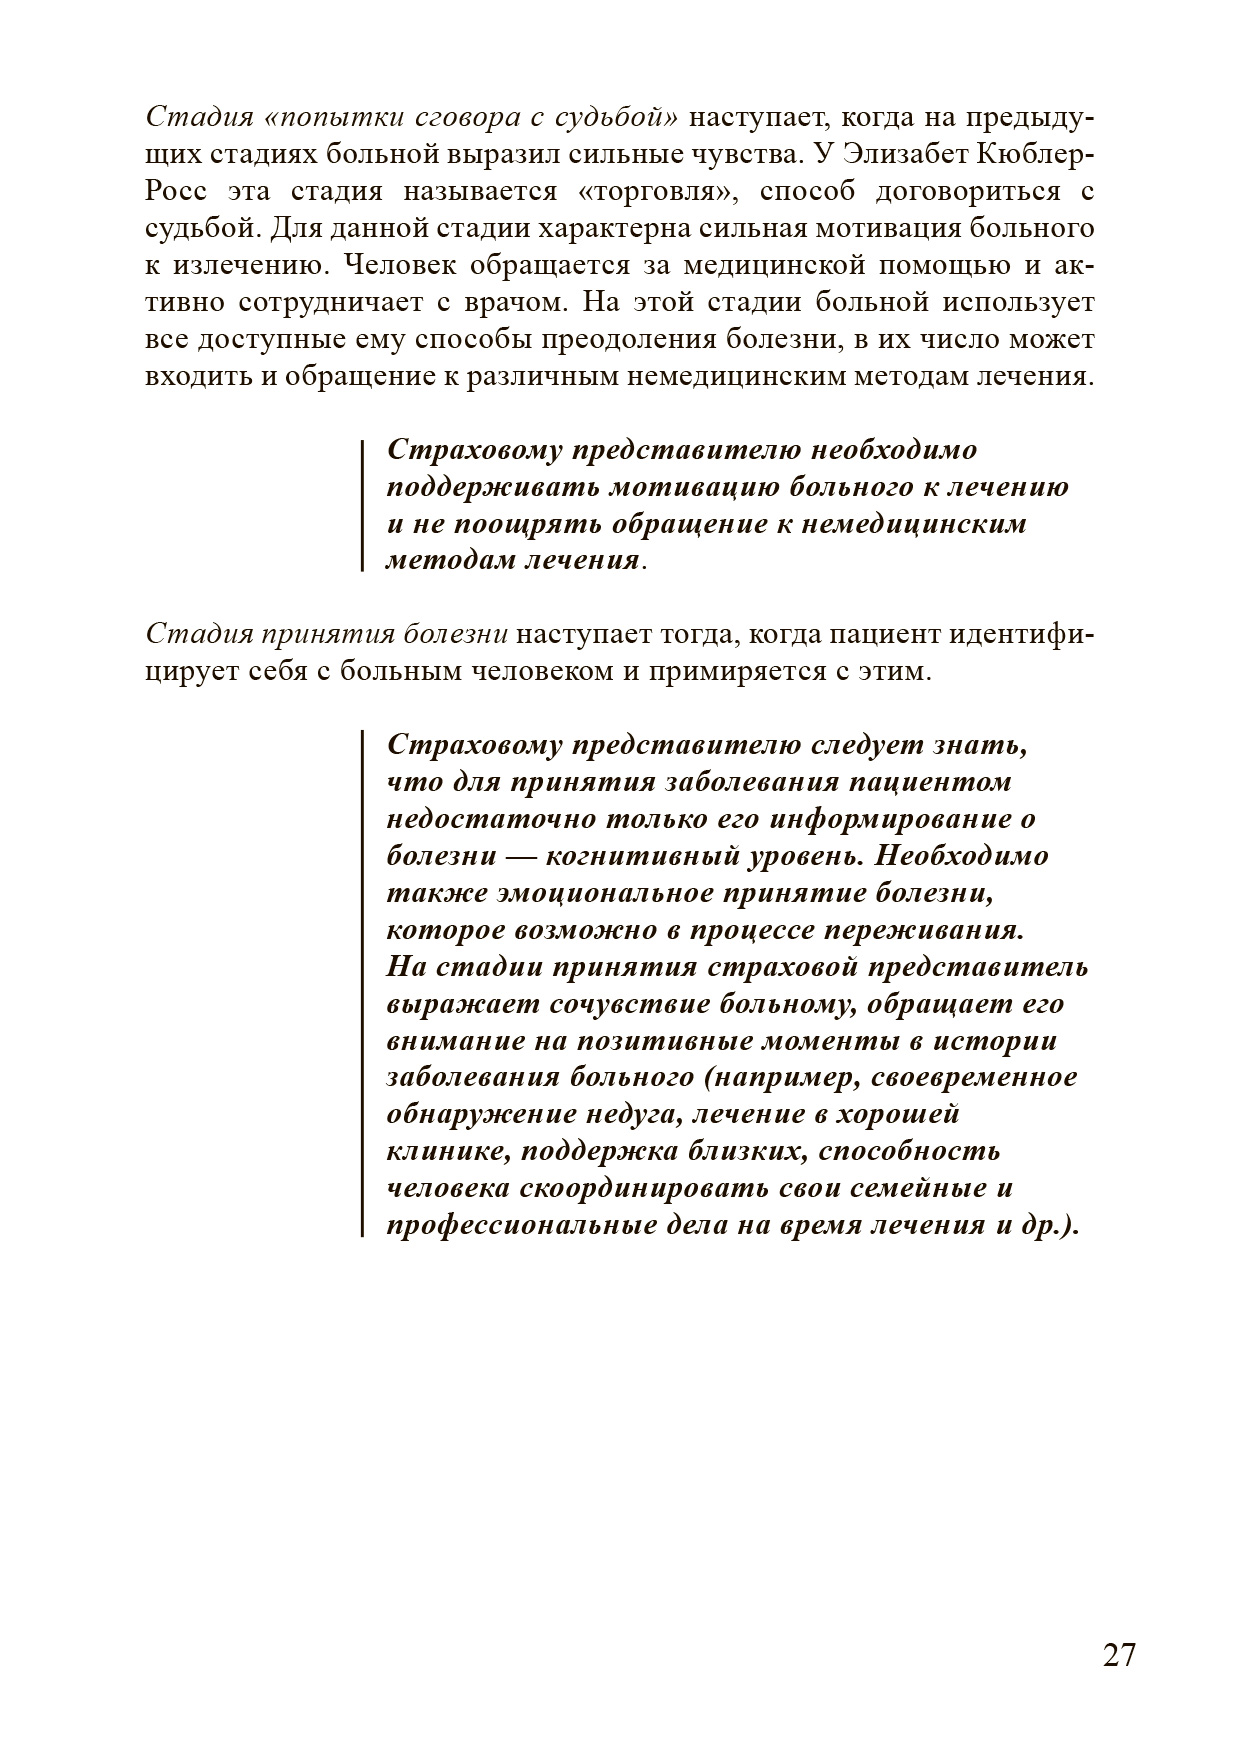 Стадия «попытки сговора с судьбой» наступает, когда на предыду-
щих стадиях больной выразил сильные чувства. У Элизабет Кюблер-
Росс эта стадия называется «торговля», способ договориться с
судьбой. Для данной стадии характерна сильная мотивация больного
к излечению. Человек обращается за медицинской помощью и ак-
тивно сотрудничает с врачом. На этой стадии больной использует
все доступные ему способы преодоления болезни, в их число может
входить и обращение к различным немедицинским методам лечения.
Страховому представителю необходимо
поддерживать мотивацию больного к лечению
и не поощрять обращение к немедицинским
методам лечения.
Стадия принятия болезни наступает тогда, когда пациент идентифи-
цирует себя с больным человеком и примиряется с этим.
Страховому представителю следует знать,
что для принятия заболевания пациентом
недостаточно только его информирование о
болезни — когнитивный уровень. Необходимо
также эмоциональное принятие болезни,
которое возможно в процессе переживания.
На стадии принятия страховой представитель
выражает сочувствие больному, обращает его
внимание на позитивные моменты в истории
заболевания больного (например, своевременное
обнаружение недуга, лечение в хорошей
клинике, поддержка близких, способность
человека скоординировать свои семейные и
профессиональные дела на время лечения и др.).
27